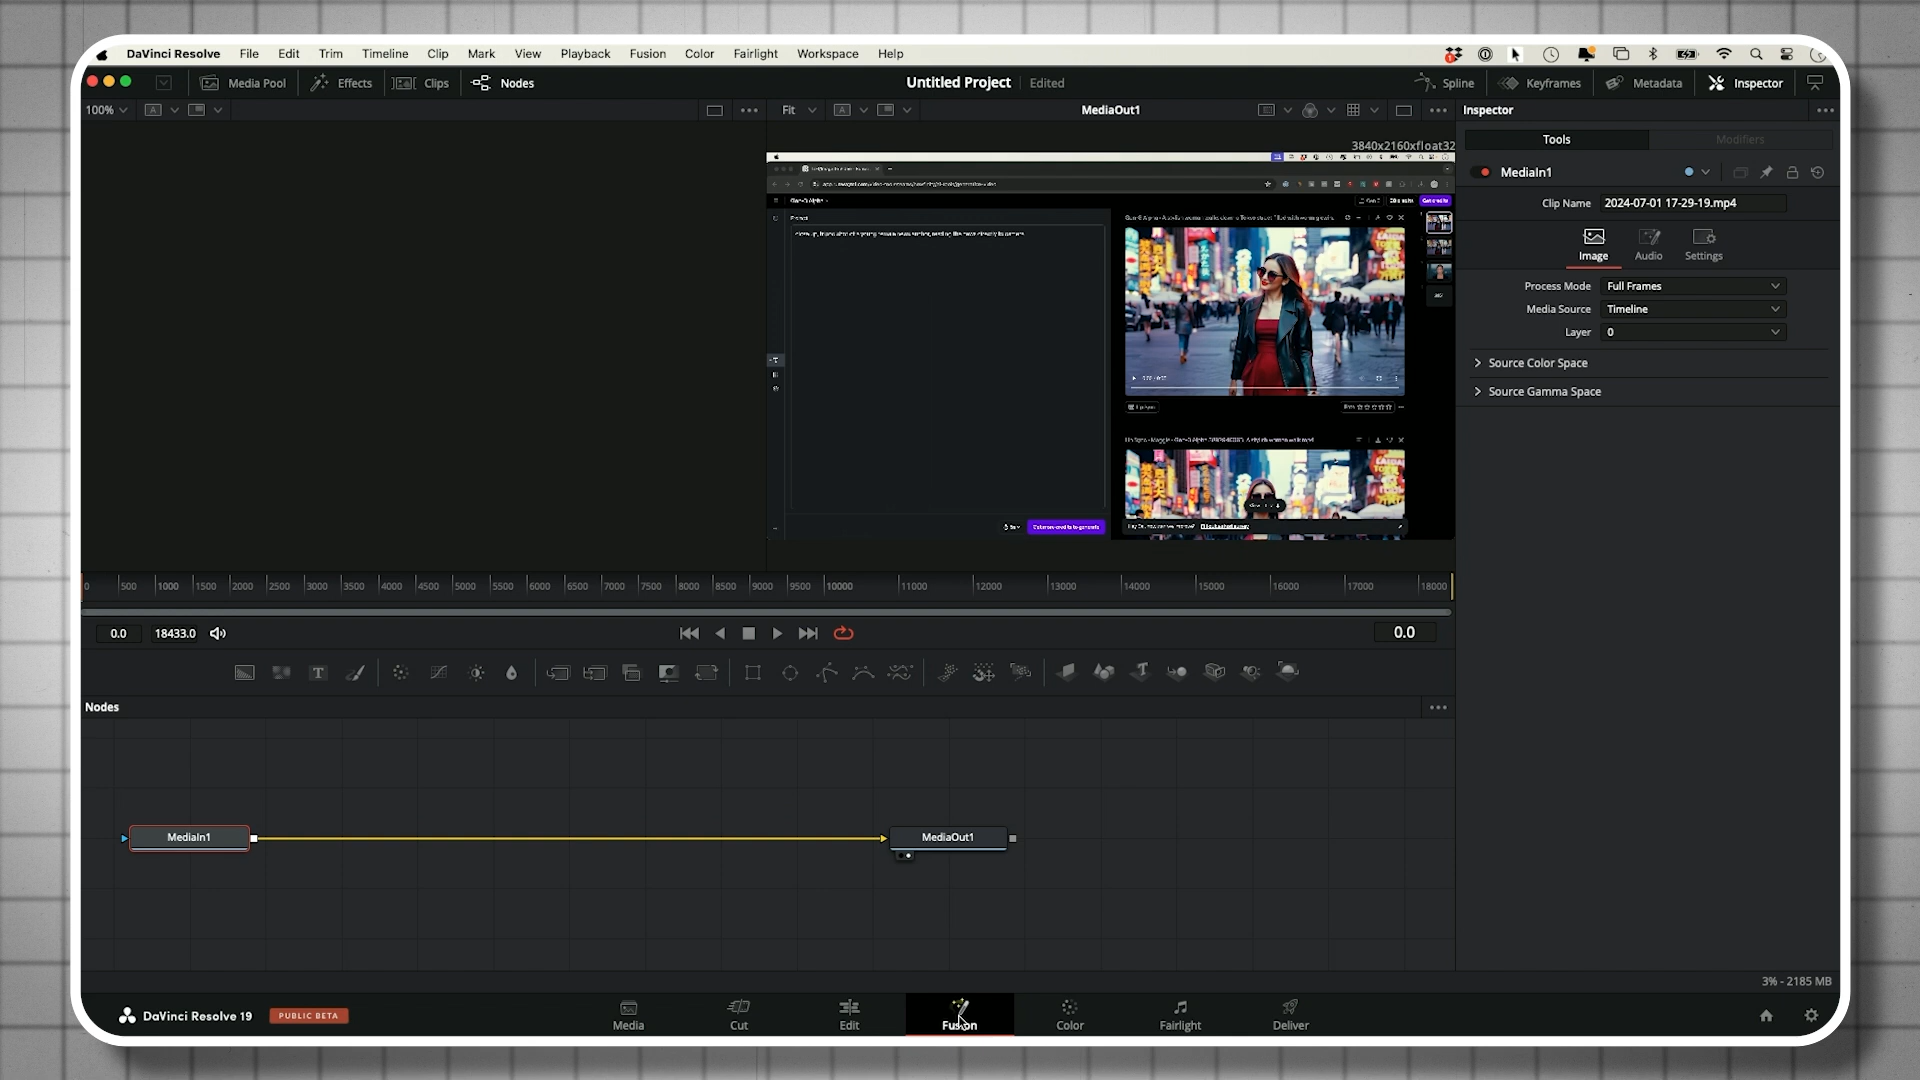 DaVinci Resolve File Edit Trim Timeline Clip Mark View Playback Fusion Color Fairlight Workspace Help
Media Pool Effects Clips Nodes Untitled Project Edited Spline Keyframes Metadata Inspector
100% Fit MediaOut1 Inspector
3840x2160xfloat32
Tools Modifiers
MediaIn1
Clip Name 2024-07-01 17-29-19.mp4
Image Audio Settings
Process Mode Full Frames
Media Source Timeline
Layer 0
Source Color Space
Source Gamma Space
Gen-3 Alpha
Prompt
Get credits
0 500 1000 1500 2000 2500 3000 3500 4000 4500 5000 5500 6000 6500 7000 7500 8000 8500 9000 9500 10000 11000 12000 13000 14000 15000 16000 17000 18000
0.0 18433.0 0.0
Nodes
MediaIn1 MediaOut1
3% - 2185 MB
DaVinci Resolve 19 PUBLIC BETA
Media Cut Edit Fusion Color Fairlight Deliver